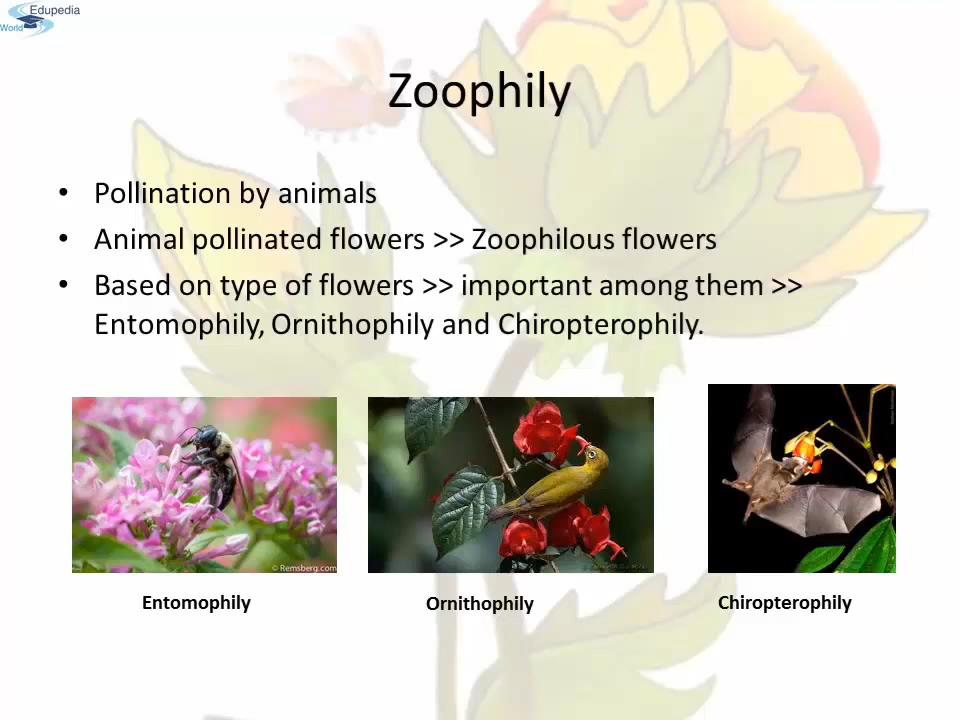 Edupedia
World
Zoophily
• Pollination by animals
• Animal pollinated flowers >> Zoophilous flowers
• Based on type of flowers >> important among them >>
Entomophily, Ornithophily and Chiropterophily.
© Remsberg.com
Entomophily
Ornithophily
Chiropterophily